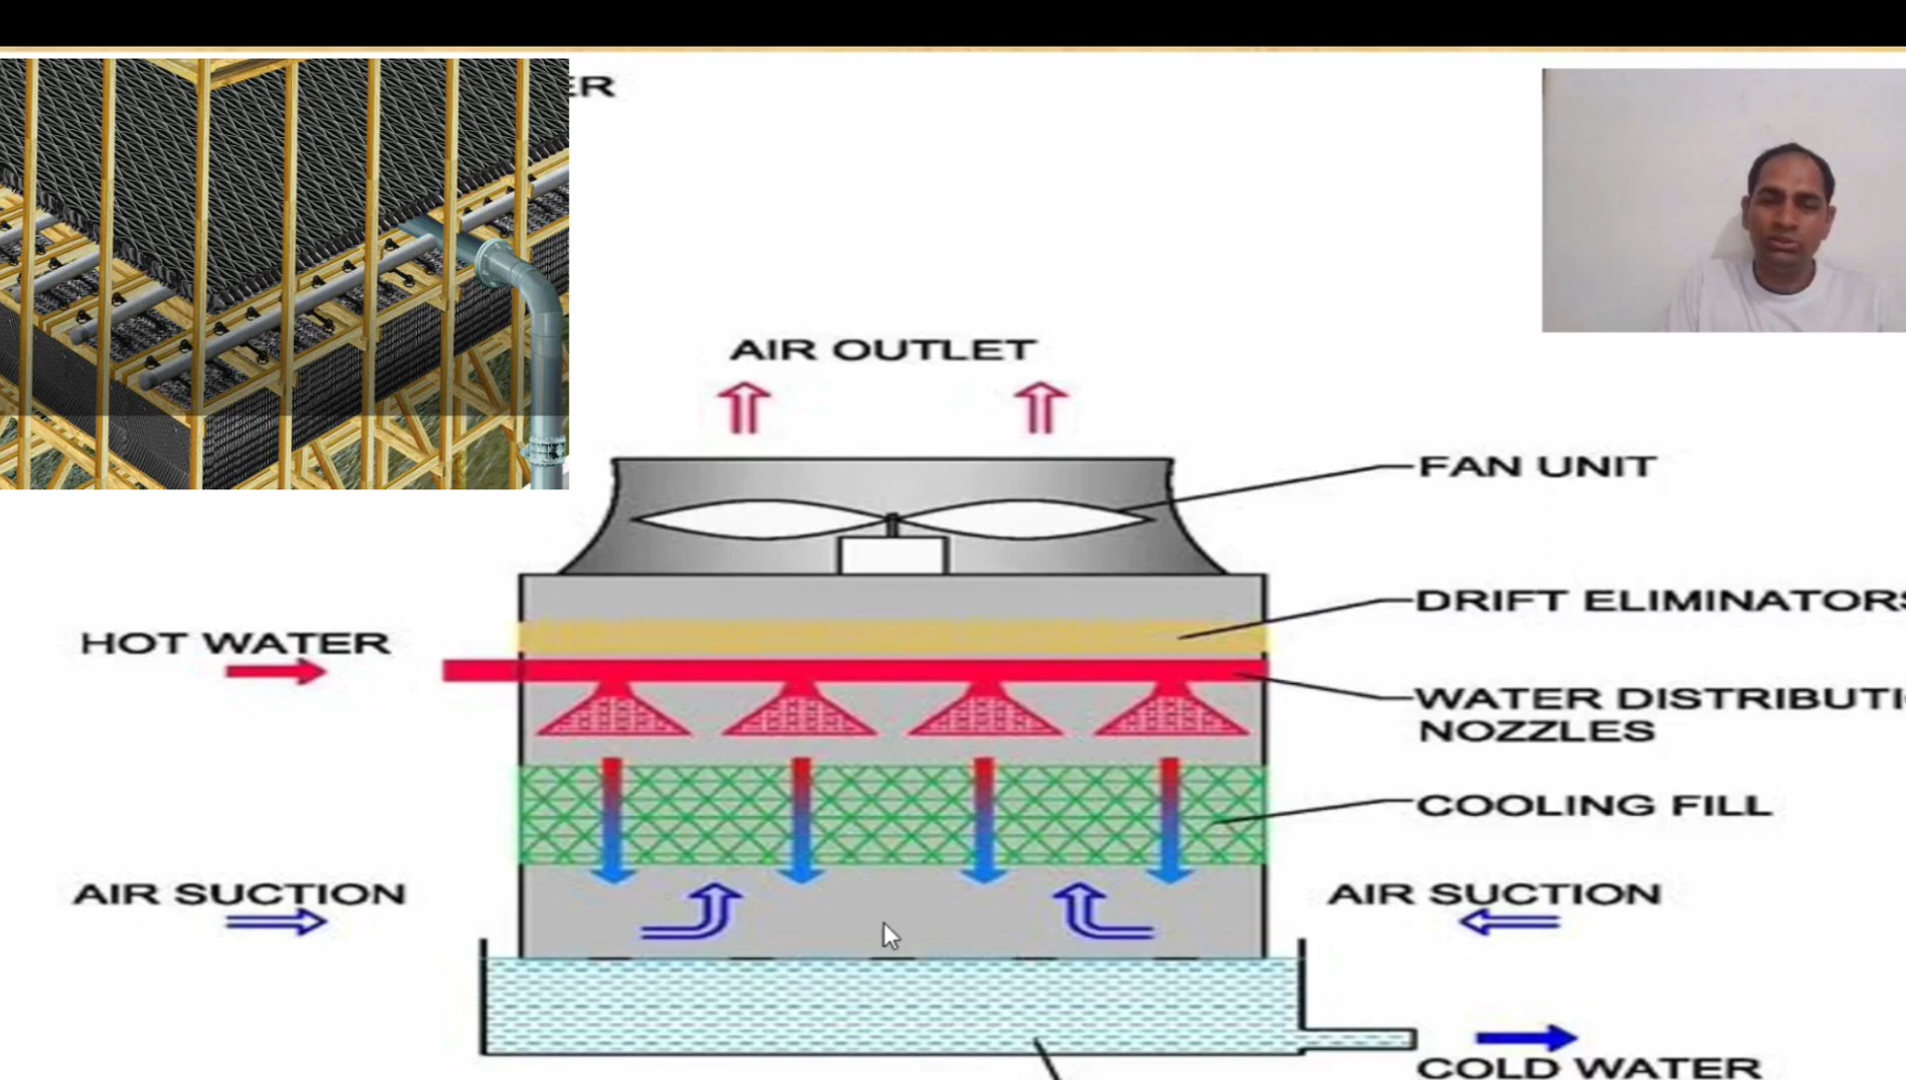 ER
AIR OUTLET
FAN UNIT
DRIFT ELIMINATORS
HOT WATER
WATER DISTRIBUTI
NOZZLES
COOLING FILL
AIR SUCTION
AIR SUCTION
COLD WATER